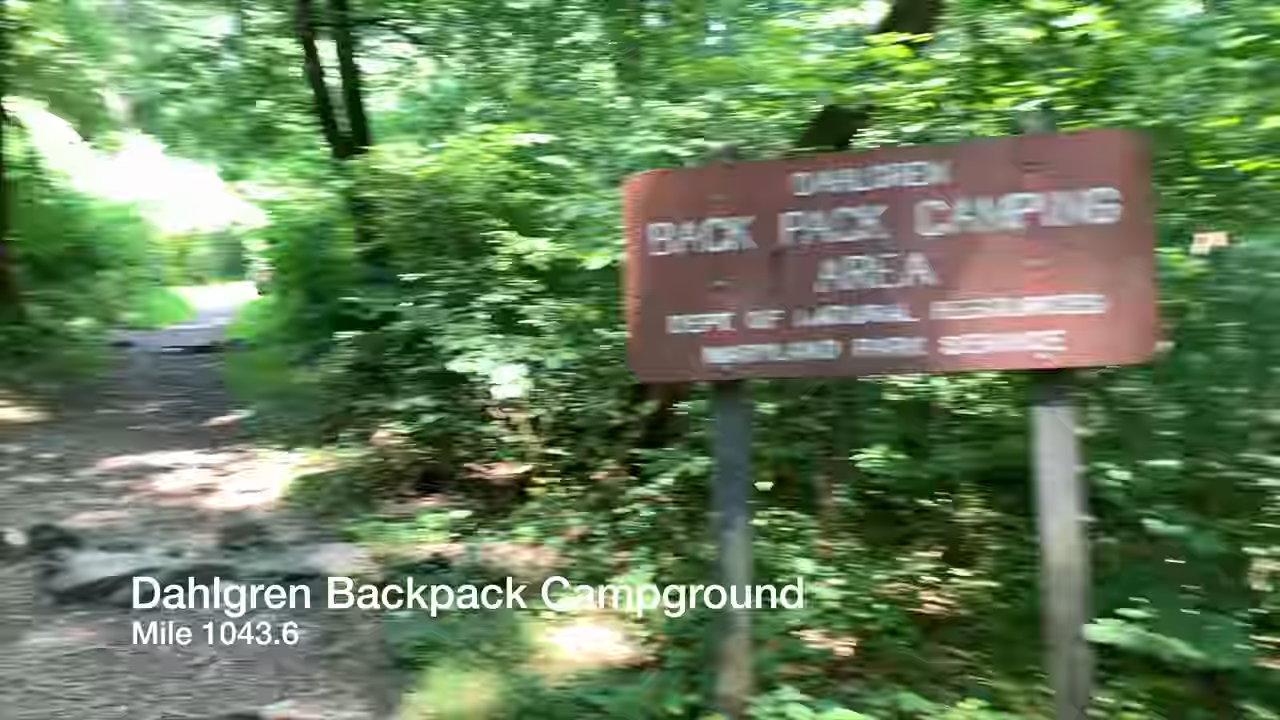 DAHLGREN
BACK PACK CAMPING
AREA
DEPT OF NATURAL RESOURCES
MARYLAND PARK SERVICE
Dahlgren Backpack Campground
Mile 1043.6